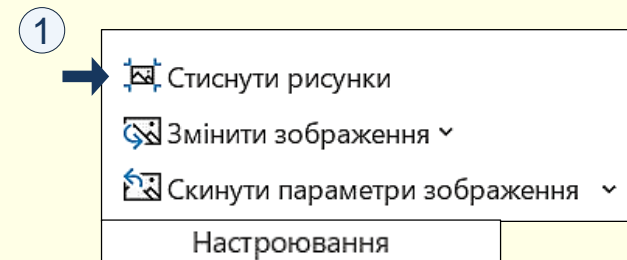 1
Стиснути рисунки
Змінити зображення
Скинути параметри зображення
Настроювання